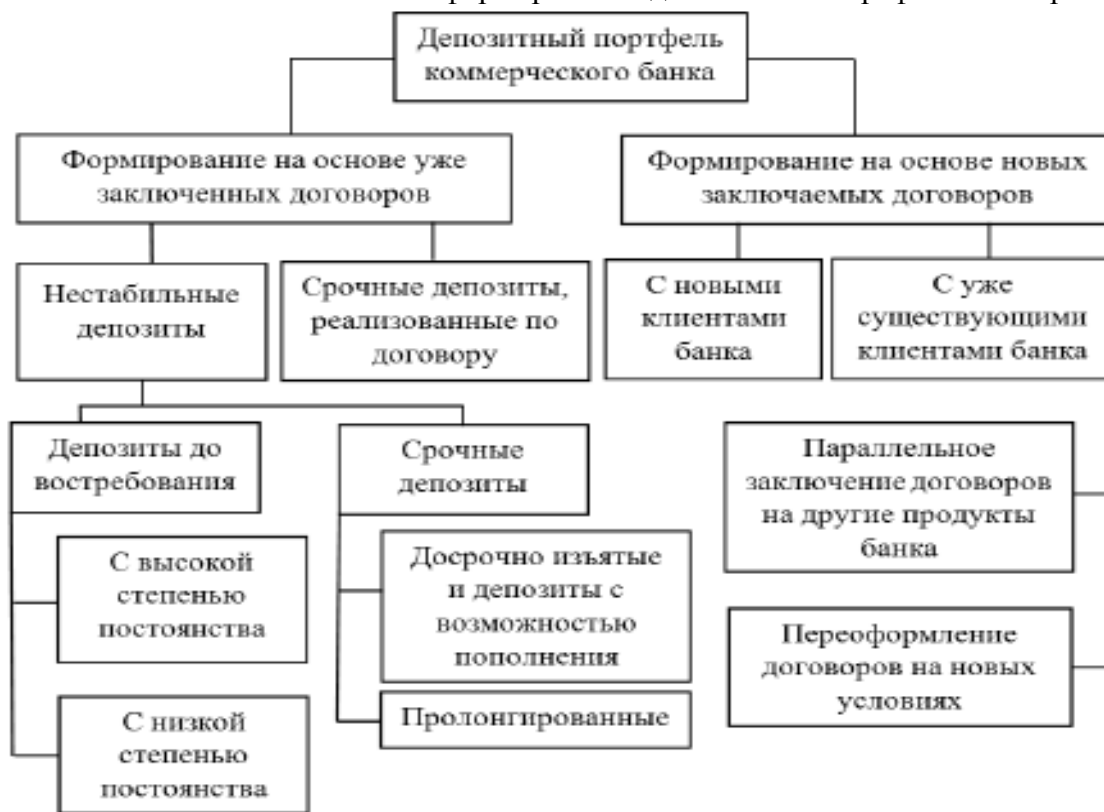 Депозитный портфель
коммерческого банка
Формирование на основе уже
заключенных договоров
Формирование на основе новых
заключаемых договоров
Нестабильные
депозиты
Срочные депозиты,
реализованные по
договору
С новыми
клиентами
банка
С уже
существующими
клиентами банка
Депозиты до
востребования
Срочные
депозиты
Параллельное
заключение договоров
на другие продукты
банка
С высокой
степенью
постоянства
Досрочно изъятые
и депозиты с
возможностью
пополнения
Переоформление
договоров на новых
условиях
С низкой
степенью
постоянства
Пролонгированные